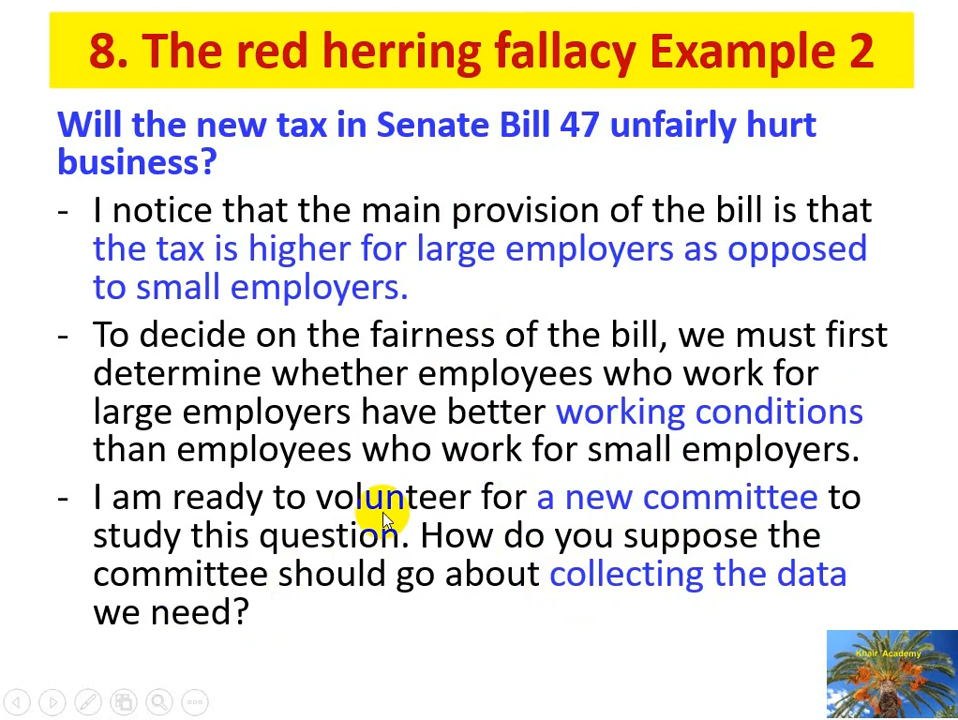 8. The red herring fallacy Example 2
Will the new tax in Senate Bill 47 unfairly hurt
business?
- I notice that the main provision of the bill is that
the tax is higher for large employers as opposed
to small employers.
- To decide on the fairness of the bill, we must first
determine whether employees who work for
large employers have better working conditions
than employees who work for small employers.
- I am ready to volunteer for a new committee to
study this question. How do you suppose the
committee should go about collecting the data
we need?
Khair Academy